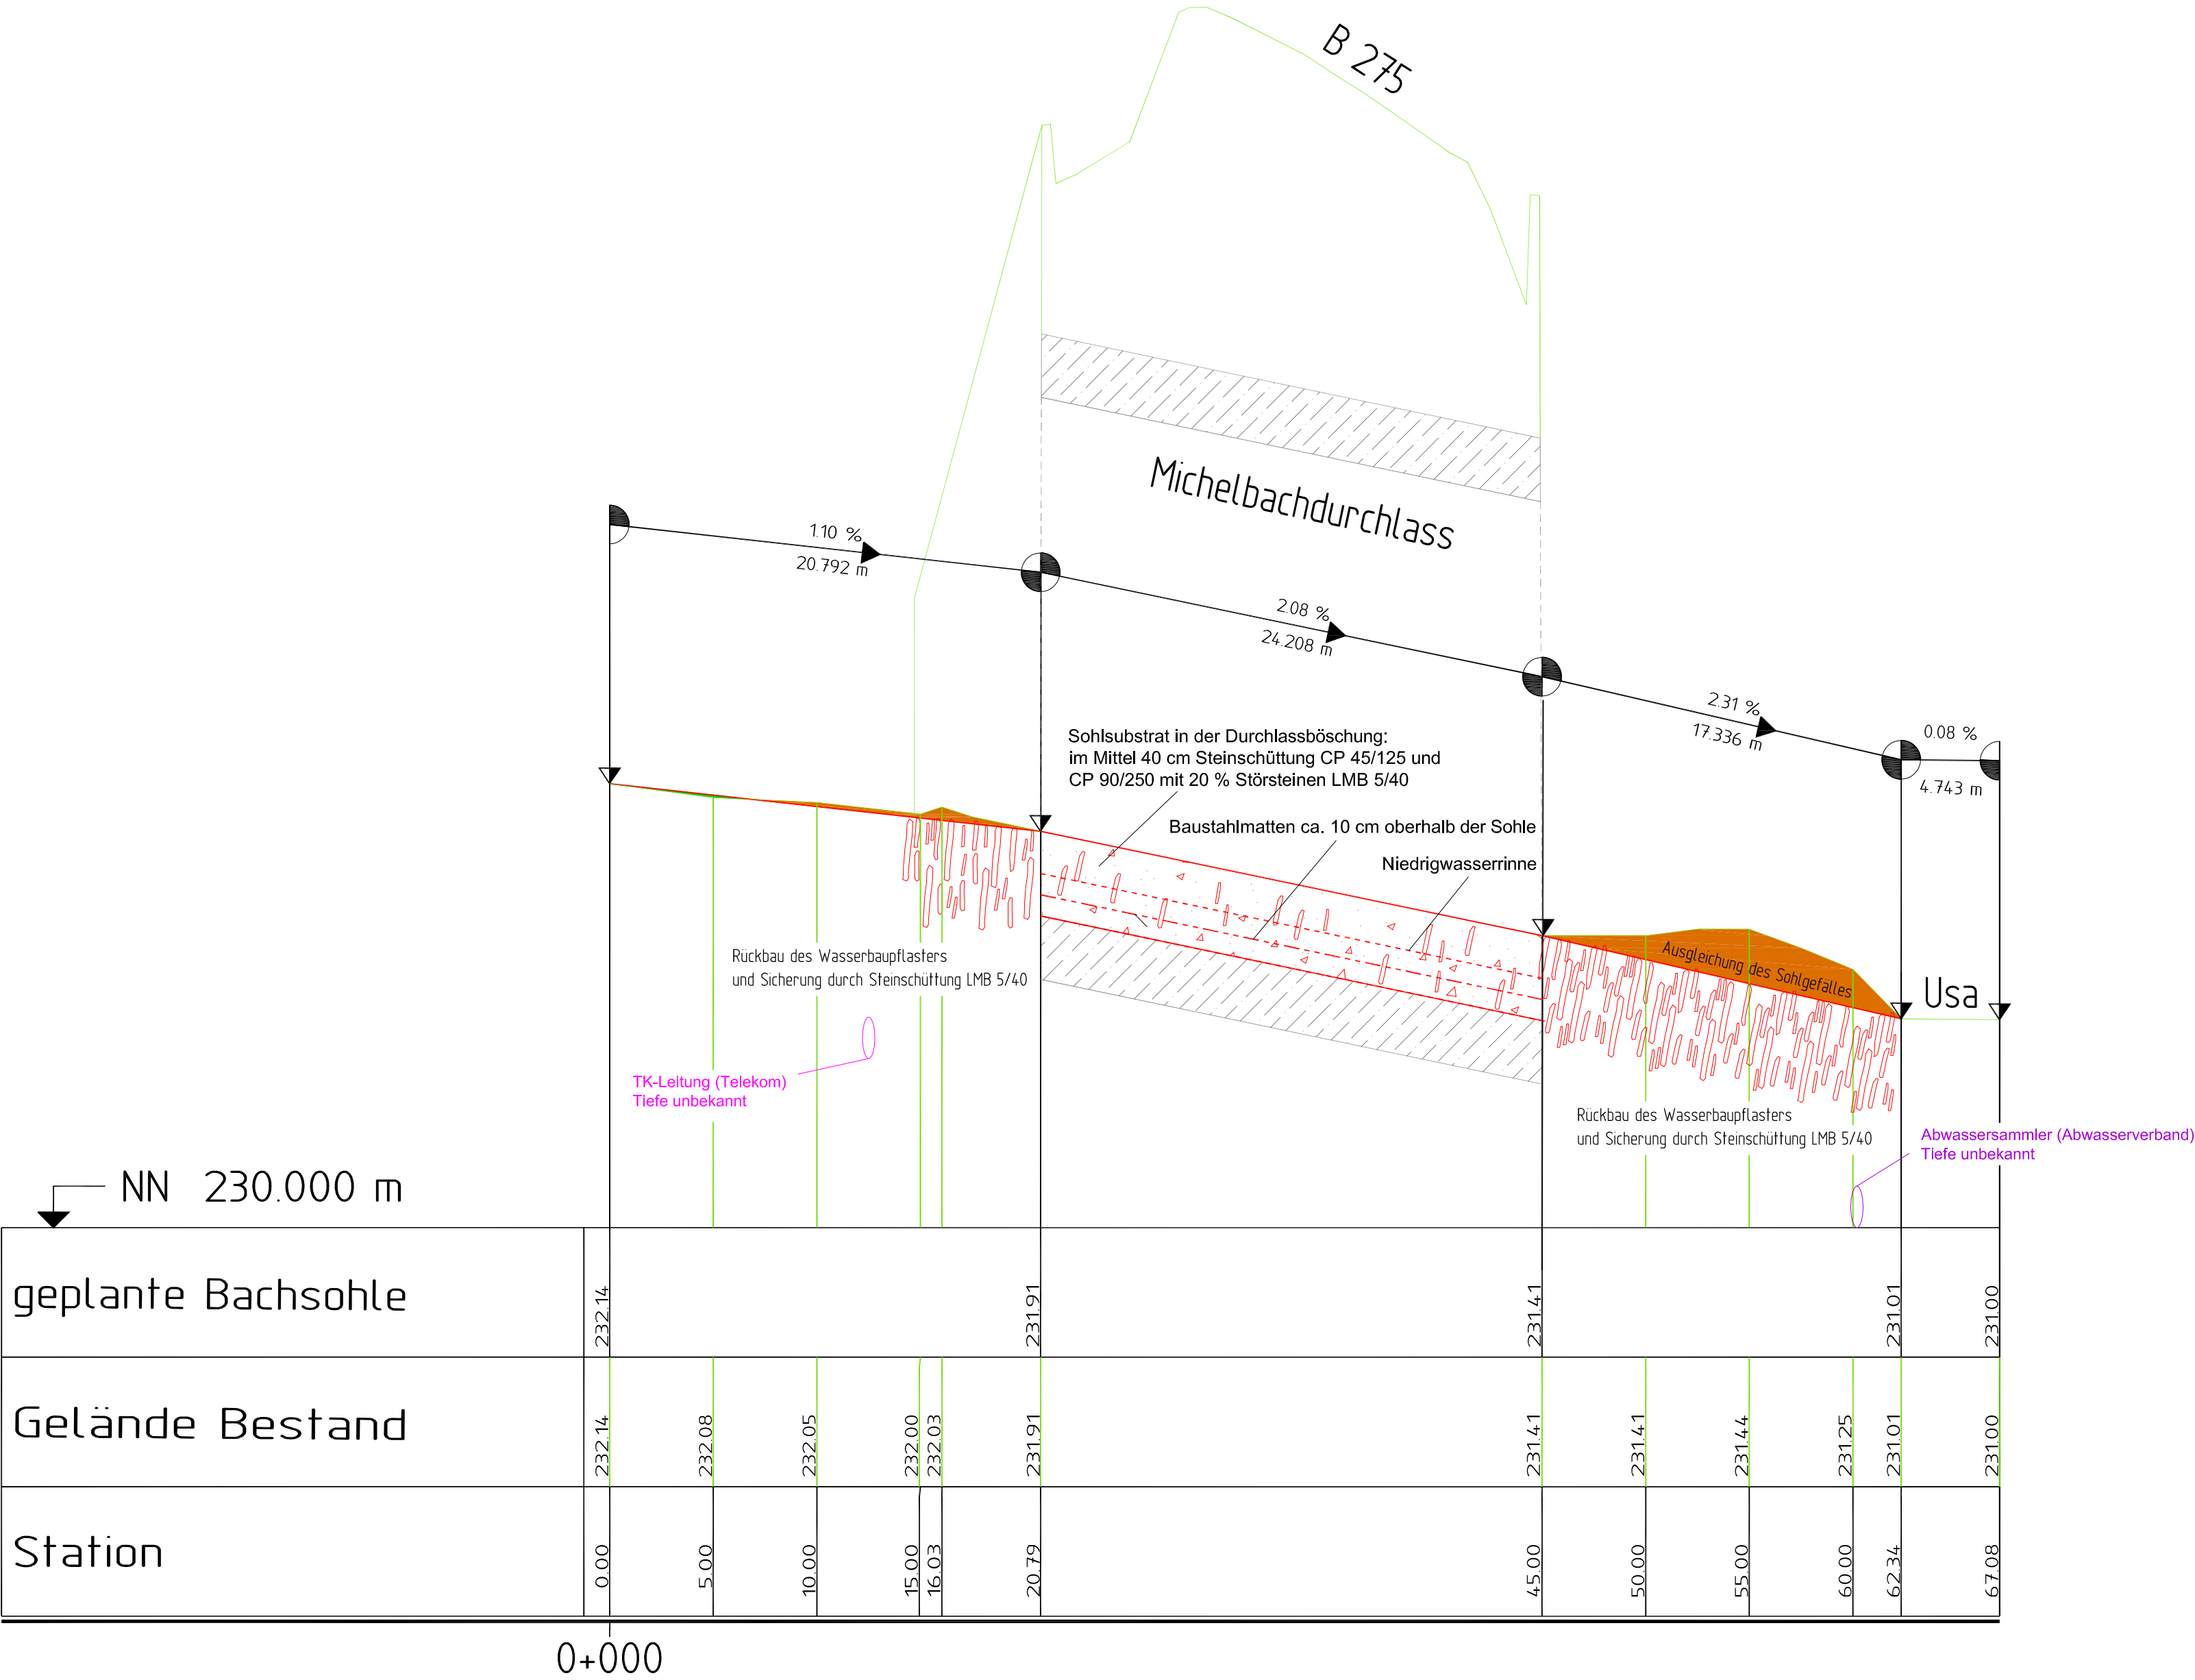 B 275
Michelbachdurchlass
1.10 %
20.792 m
2.08 %
24.208 m
2.31 %
17.336 m
0.08 %
4.743 m
Sohlsubstrat in der Durchlassböschung:
im Mittel 40 cm Steinschüttung CP 45/125 und
CP 90/250 mit 20 % Störsteinen LMB 5/40
Baustahlmatten ca. 10 cm oberhalb der Sohle
Niedrigwasserrinne
Ausgleichung des Sohlgefälles
Usa
Rückbau des Wasserbaupflasters
und Sicherung durch Steinschüttung LMB 5/40
TK-Leitung (Telekom)
Tiefe unbekannt
Rückbau des Wasserbaupflasters
und Sicherung durch Steinschüttung LMB 5/40
Abwassersammler (Abwasserverband)
Tiefe unbekannt
NN 230.000 m
geplante Bachsohle 232.14 231.91 231.41 231.01 231.00
Gelände Bestand 232.14 232.08 232.05 232.00 232.03 231.91 231.41 231.41 231.44 231.25 231.01 231.00
Station 0.00 5.00 10.00 15.00 16.03 20.79 45.00 50.00 55.00 60.00 62.34 67.08
0+000